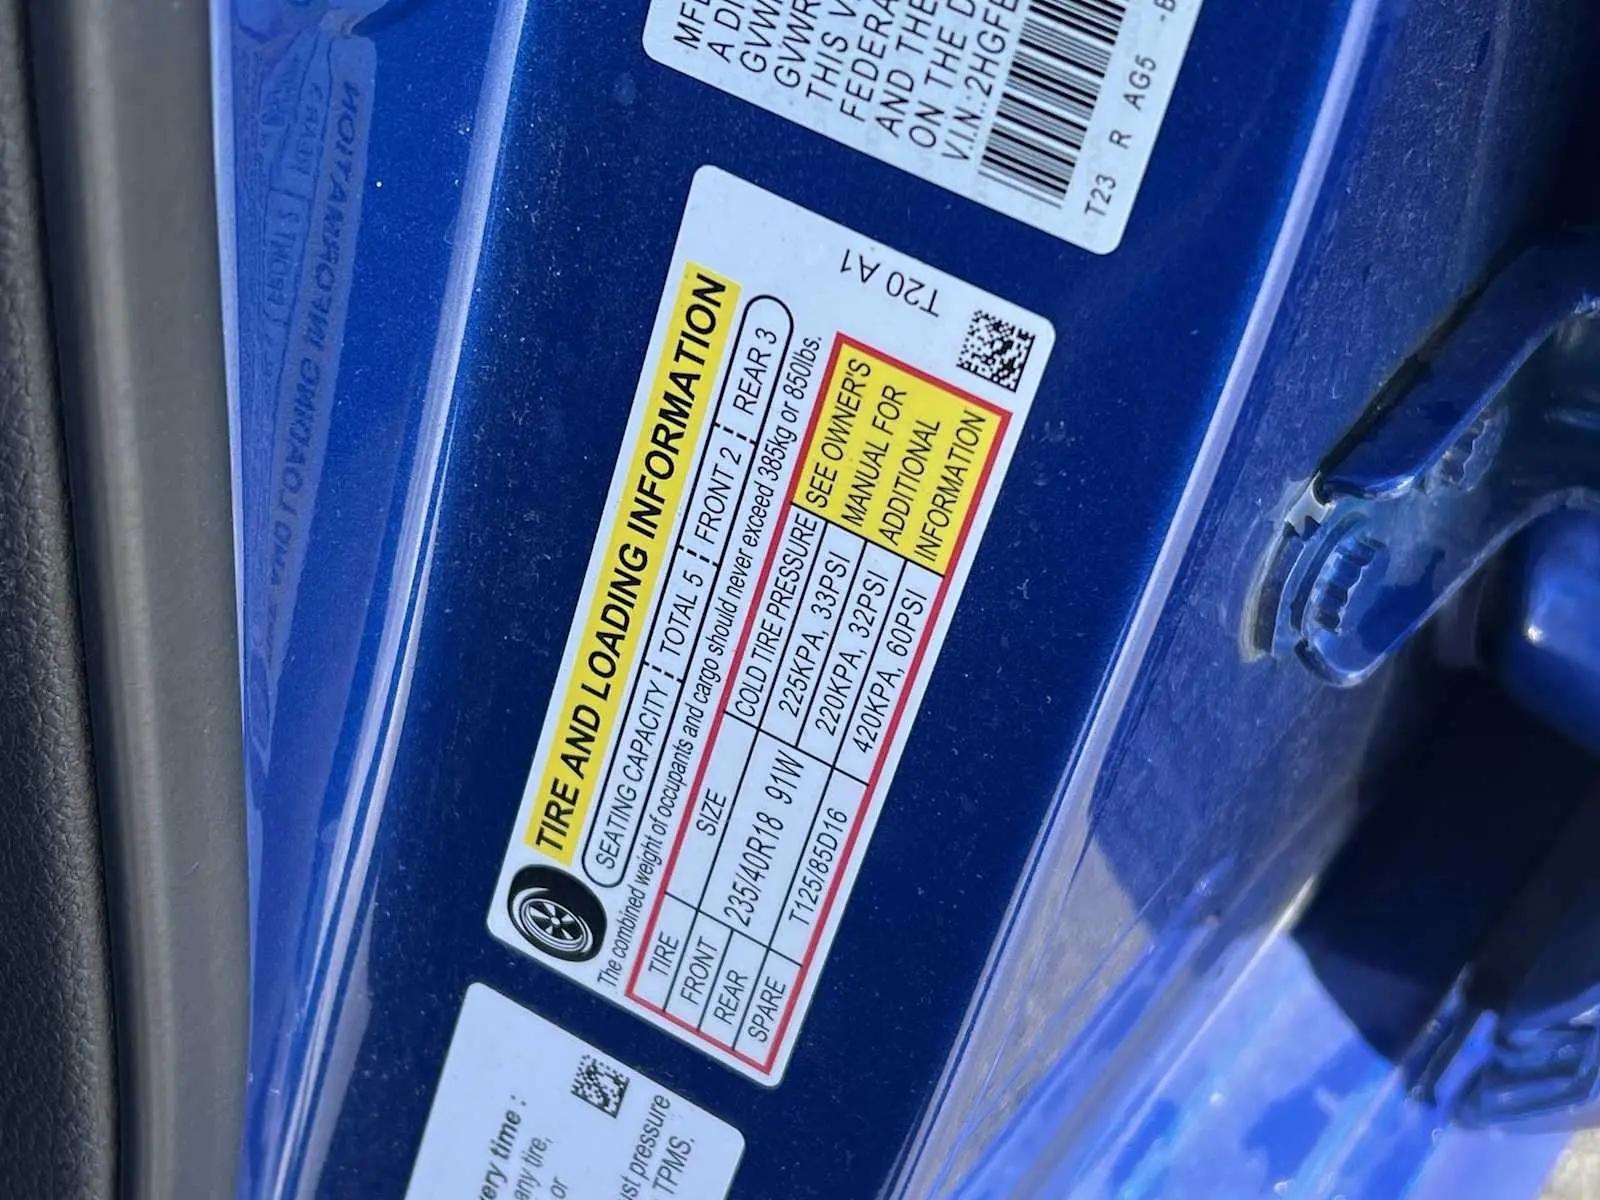 MFD
A DI
GVWR
GVWR
THIS V
FEDERA
AND THE
ON THE D
V.I.N.:2HGFE
T23 R AG5 -B
T20 A1
TIRE AND LOADING INFORMATION
SEATING CAPACITY TOTAL 5 FRONT 2 REAR 3
The combined weight of occupants and cargo should never exceed 385kg or 850lbs.
TIRE SIZE COLD TIRE PRESSURE SEE OWNER'S
MANUAL FOR
ADDITIONAL
INFORMATION
FRONT 235/40R18 91W 225KPA, 33PSI
REAR 220KPA, 32PSI
SPARE T125/85D16 420KPA, 60PSI
very time :
any tire,
or
ust pressure
TPMS.